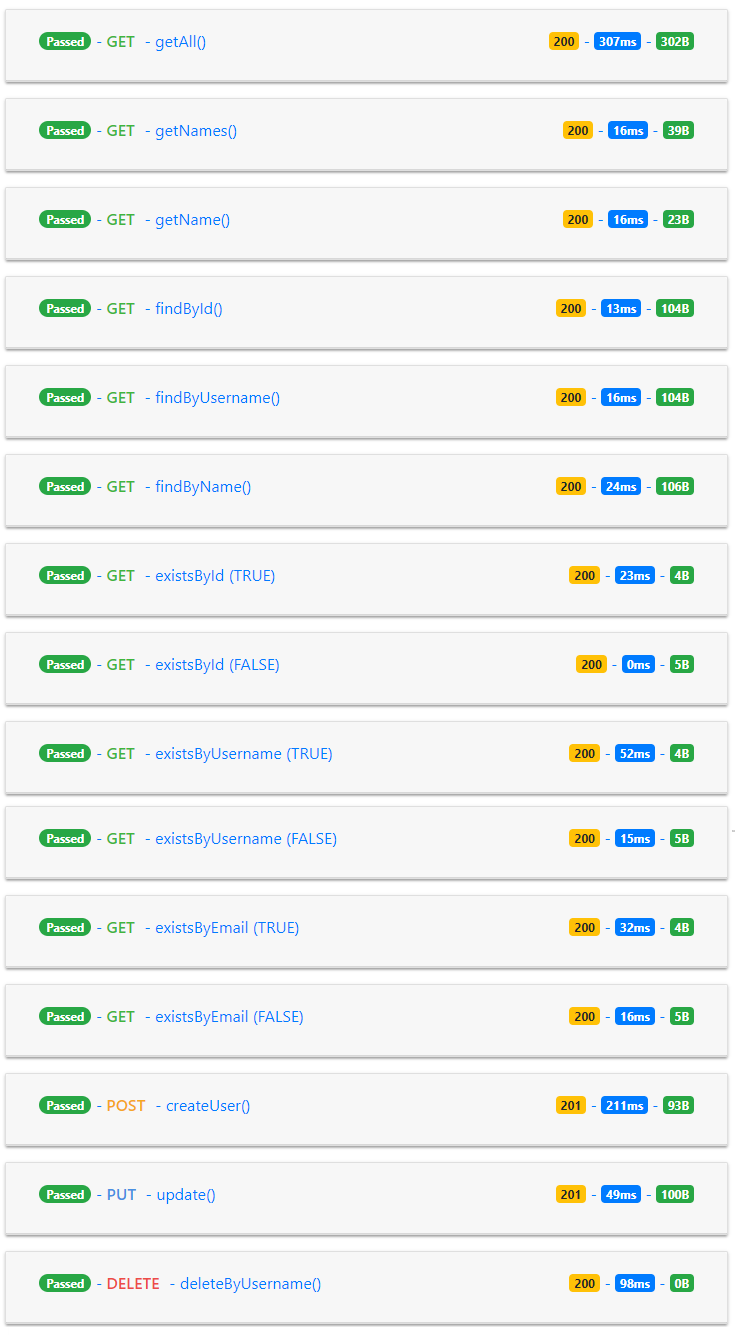 Passed - GET - getAll() 200 - 307ms - 302B
Passed - GET - getNames() 200 - 16ms - 39B
Passed - GET - getName() 200 - 16ms - 23B
Passed - GET - findById() 200 - 13ms - 104B
Passed - GET - findByUsername() 200 - 16ms - 104B
Passed - GET - findByName() 200 - 24ms - 106B
Passed - GET - existsById (TRUE) 200 - 23ms - 4B
Passed - GET - existsById (FALSE) 200 - 0ms - 5B
Passed - GET - existsByUsername (TRUE) 200 - 52ms - 4B
Passed - GET - existsByUsername (FALSE) 200 - 15ms - 5B
Passed - GET - existsByEmail (TRUE) 200 - 32ms - 4B
Passed - GET - existsByEmail (FALSE) 200 - 16ms - 5B
Passed - POST - createUser() 201 - 211ms - 93B
Passed - PUT - update() 201 - 49ms - 100B
Passed - DELETE - deleteByUsername() 200 - 98ms - 0B